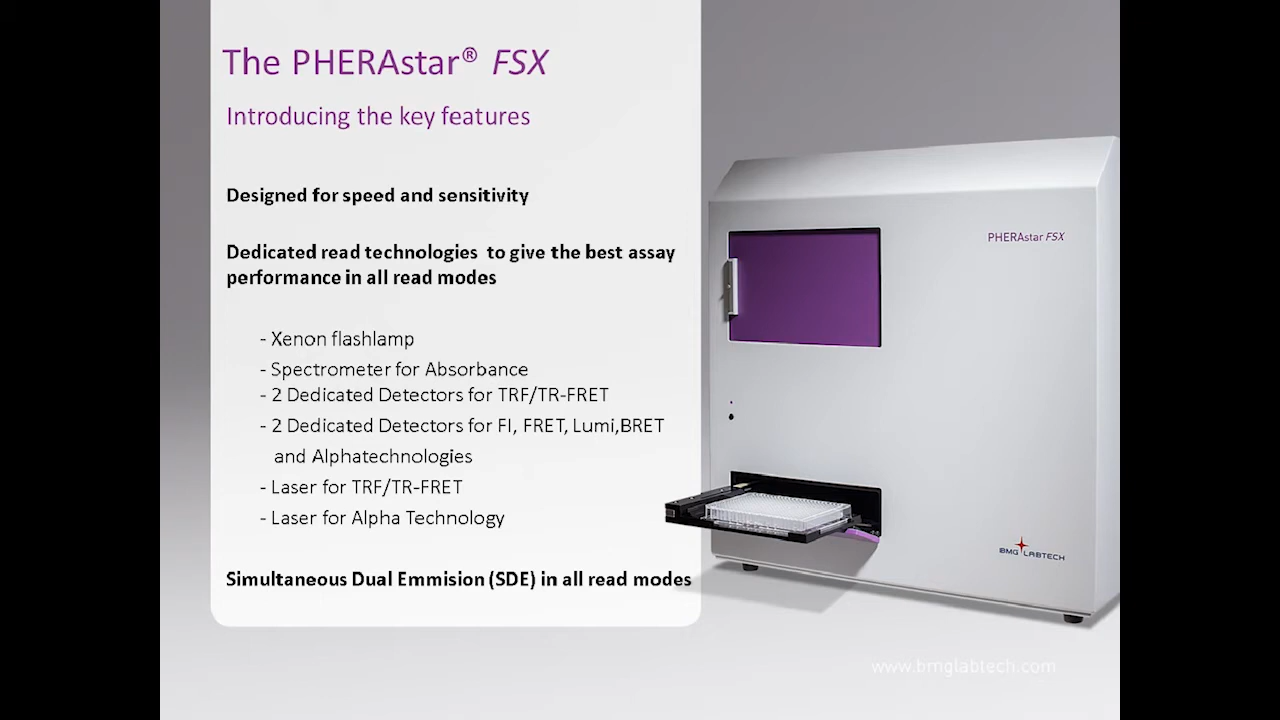 The PHERAstar® FSX
Introducing the key features
Designed for speed and sensitivity
Dedicated read technologies to give the best assay
performance in all read modes
- Xenon flashlamp
- Spectrometer for Absorbance
- 2 Dedicated Detectors for TRF/TR-FRET
- 2 Dedicated Detectors for FI, FRET, Lumi,BRET
and Alphatechnologies
- Laser for TRF/TR-FRET
- Laser for Alpha Technology
Simultaneous Dual Emmision (SDE) in all read modes
PHERAstar FSX
BMG LABTECH
www.bmglabtech.com